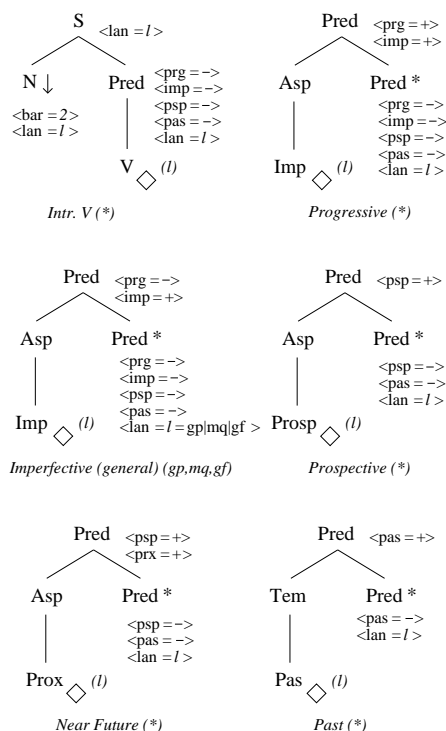 S <lan = l >
N ↓ Pred
<bar = 2>
<lan = l >
<prg = −>
<imp = −>
<psp = −>
<pas = −>
<lan = l >
V ◇ (l)
Intr. V (*)
Pred <prg = +>
<imp = +>
Asp Pred *
<prg = −>
<imp = −>
<psp = −>
<pas = −>
<lan = l >
Imp ◇ (l)
Progressive (*)
Pred <prg = −>
<imp = +>
Asp Pred *
<prg = −>
<imp = −>
<psp = −>
<pas = −>
<lan = l = gp|mq|gf >
Imp ◇ (l)
Imperfective (general) (gp,mq,gf)
Pred <psp = +>
Asp Pred *
<psp = −>
<pas = −>
<lan = l >
Prosp ◇ (l)
Prospective (*)
Pred <psp = +>
<prx = +>
Asp Pred *
<psp = −>
<pas = −>
<lan = l >
Prox ◇ (l)
Near Future (*)
Pred <pas = +>
Tem Pred *
<pas = −>
<lan = l >
Pas ◇ (l)
Past (*)